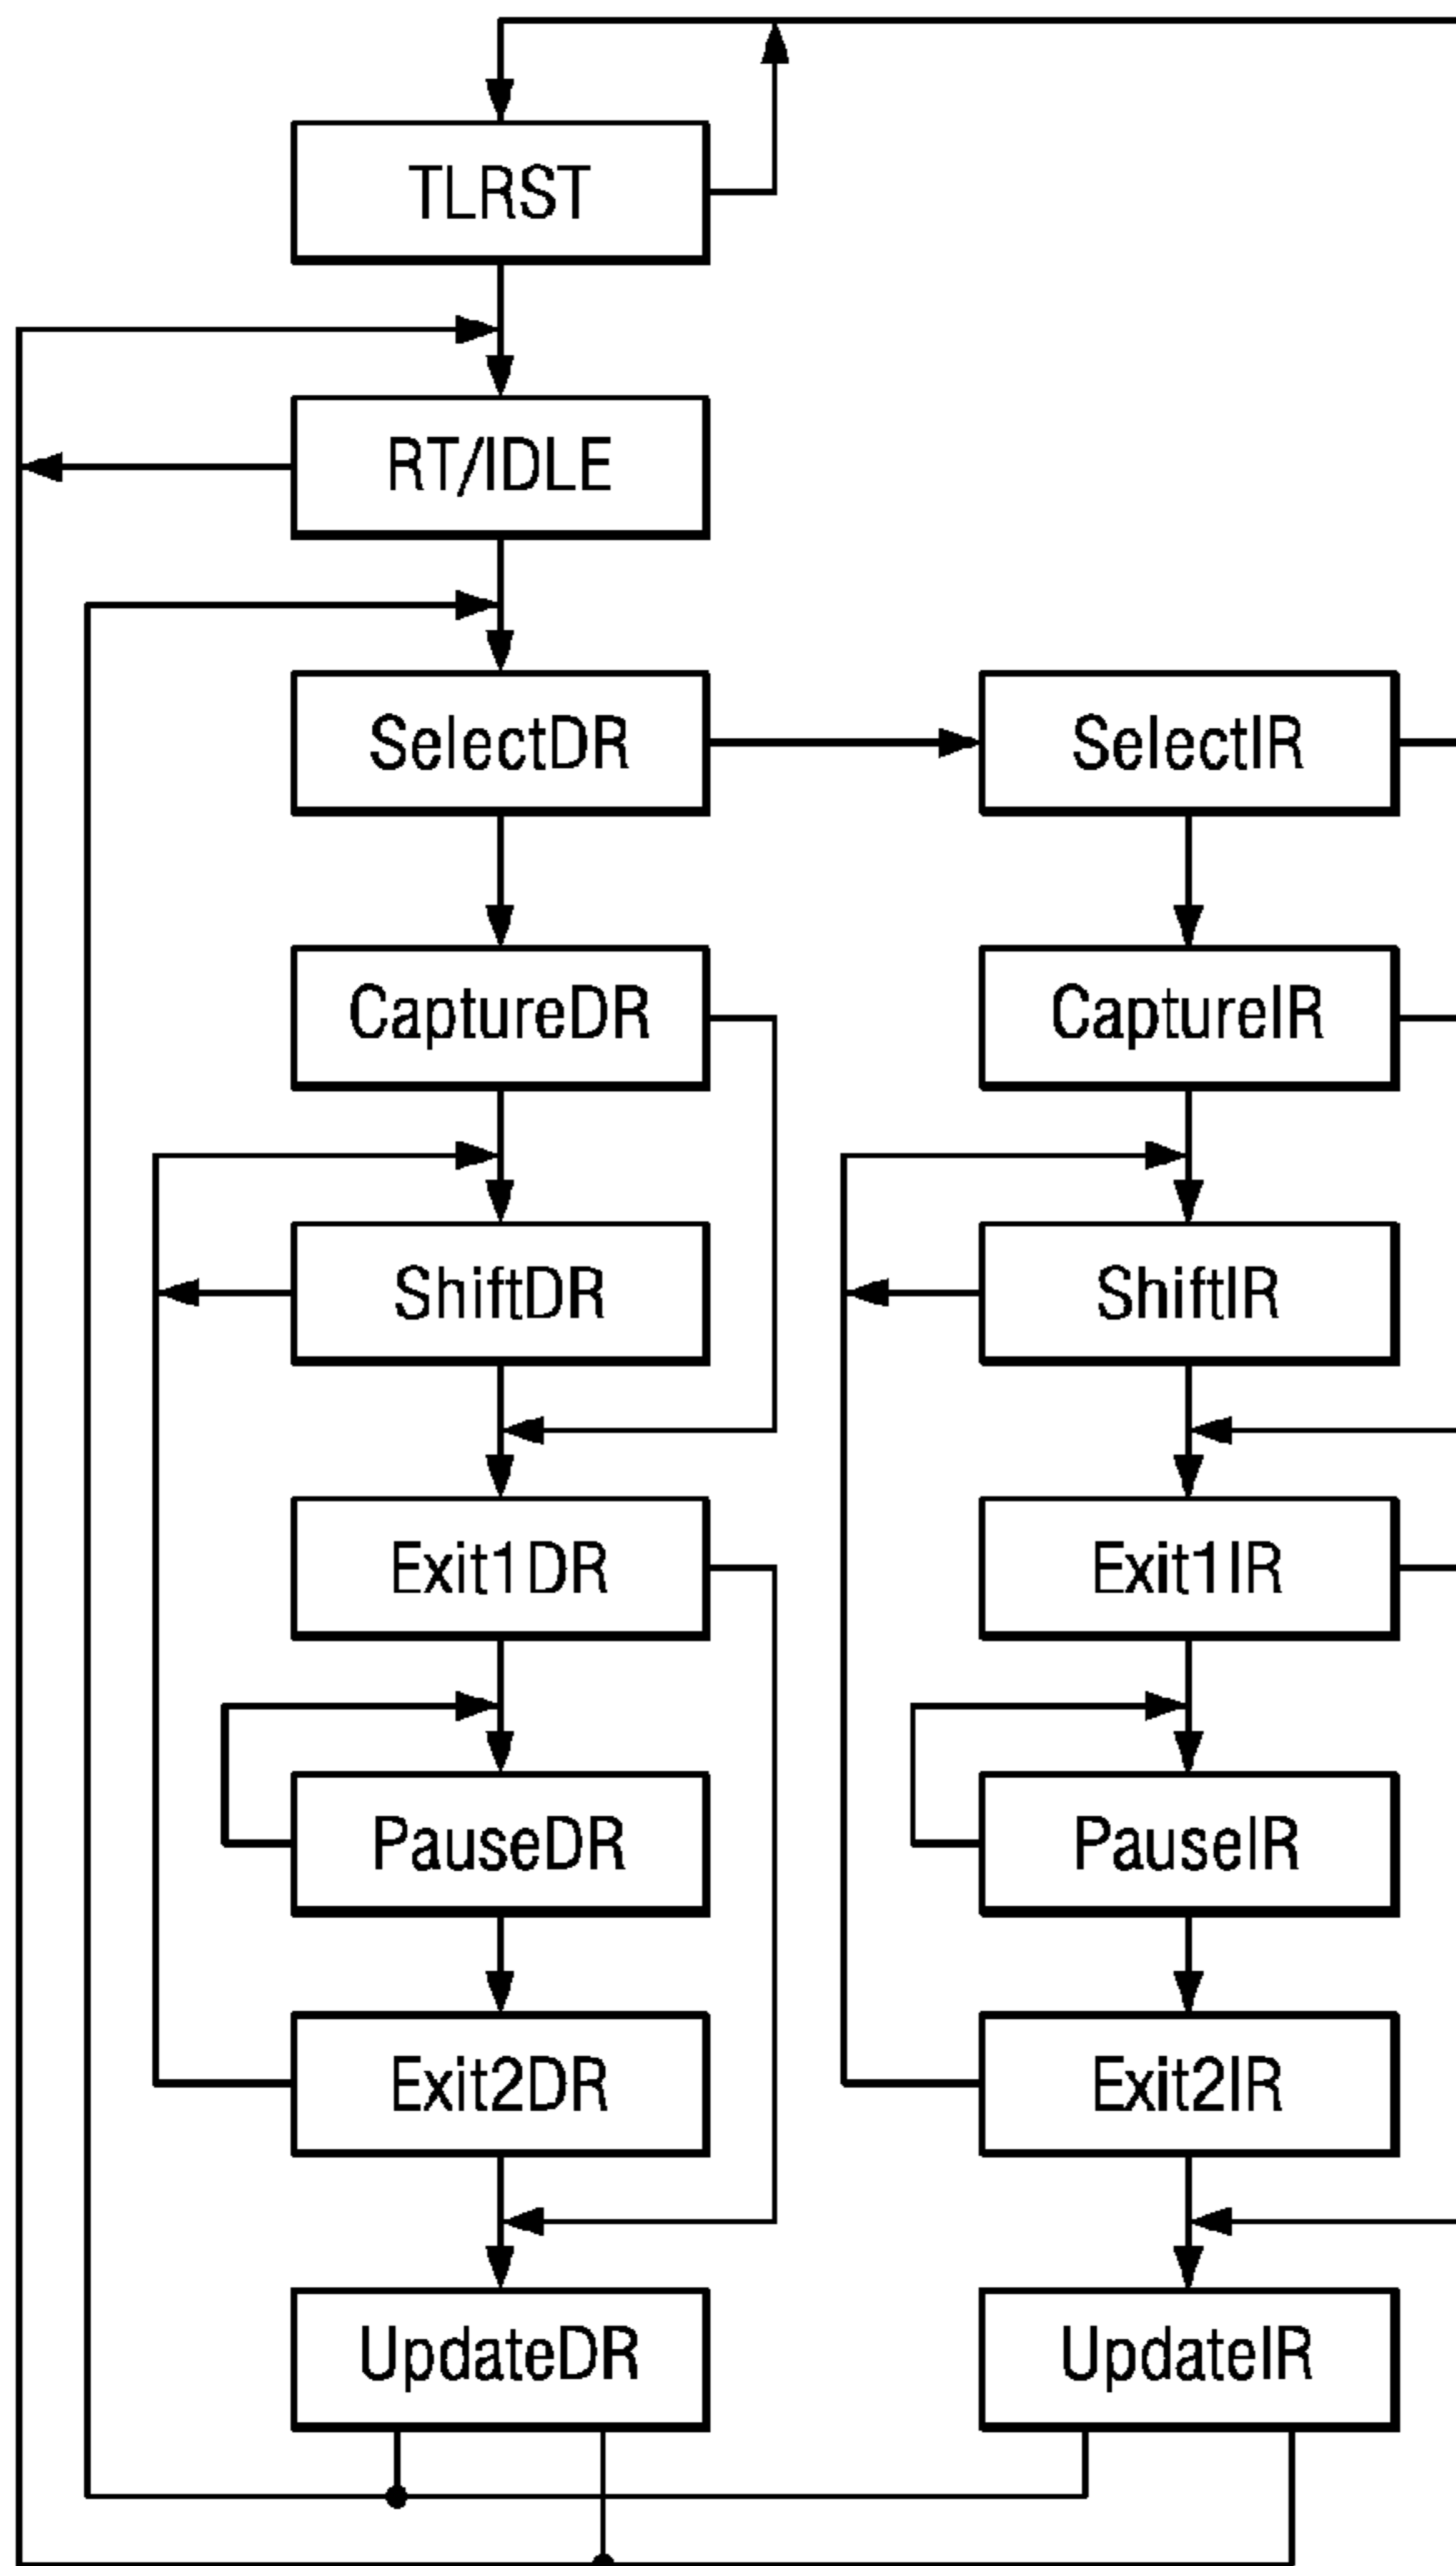 TLRST
RT/IDLE
SelectDR
SelectIR
CaptureDR
CaptureIR
ShiftDR
ShiftIR
Exit1DR
Exit1IR
PauseDR
PauseIR
Exit2DR
Exit2IR
UpdateDR
UpdateIR